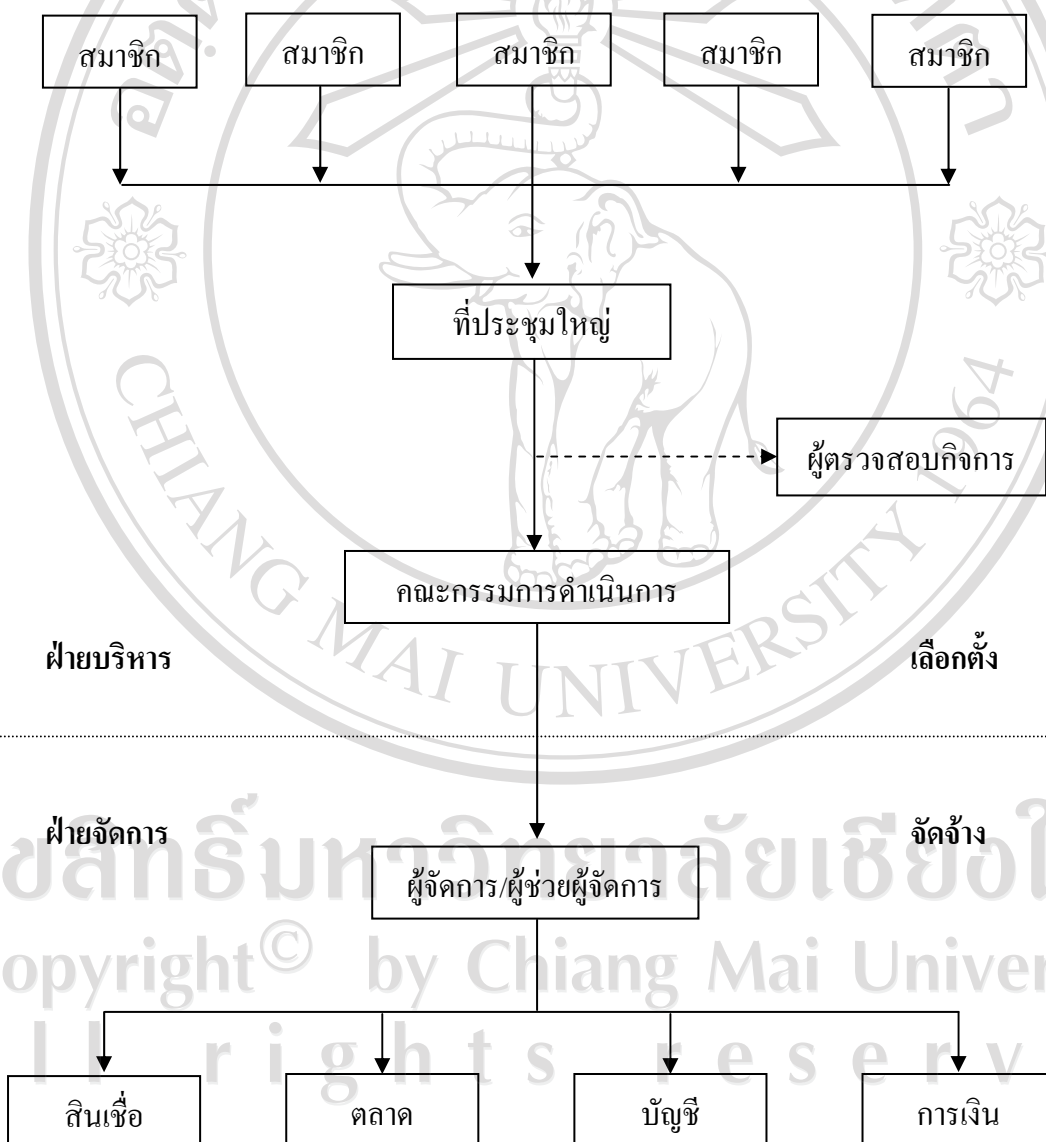 สมาชิก สมาชิก สมาชิก สมาชิก สมาชิก
ที่ประชุมใหญ่
ผู้ตรวจสอบกิจการ
คณะกรรมการดำเนินการ
ฝ่ายบริหาร เลือกตั้ง
ฝ่ายจัดการ จัดจ้าง
ผู้จัดการ/ผู้ช่วยผู้จัดการ
สินเชื่อ ตลาด บัญชี การเงิน
CHIANG MAI UNIVERSITY 1964
opyright© by Chiang Mai Univer
ll rights reserv